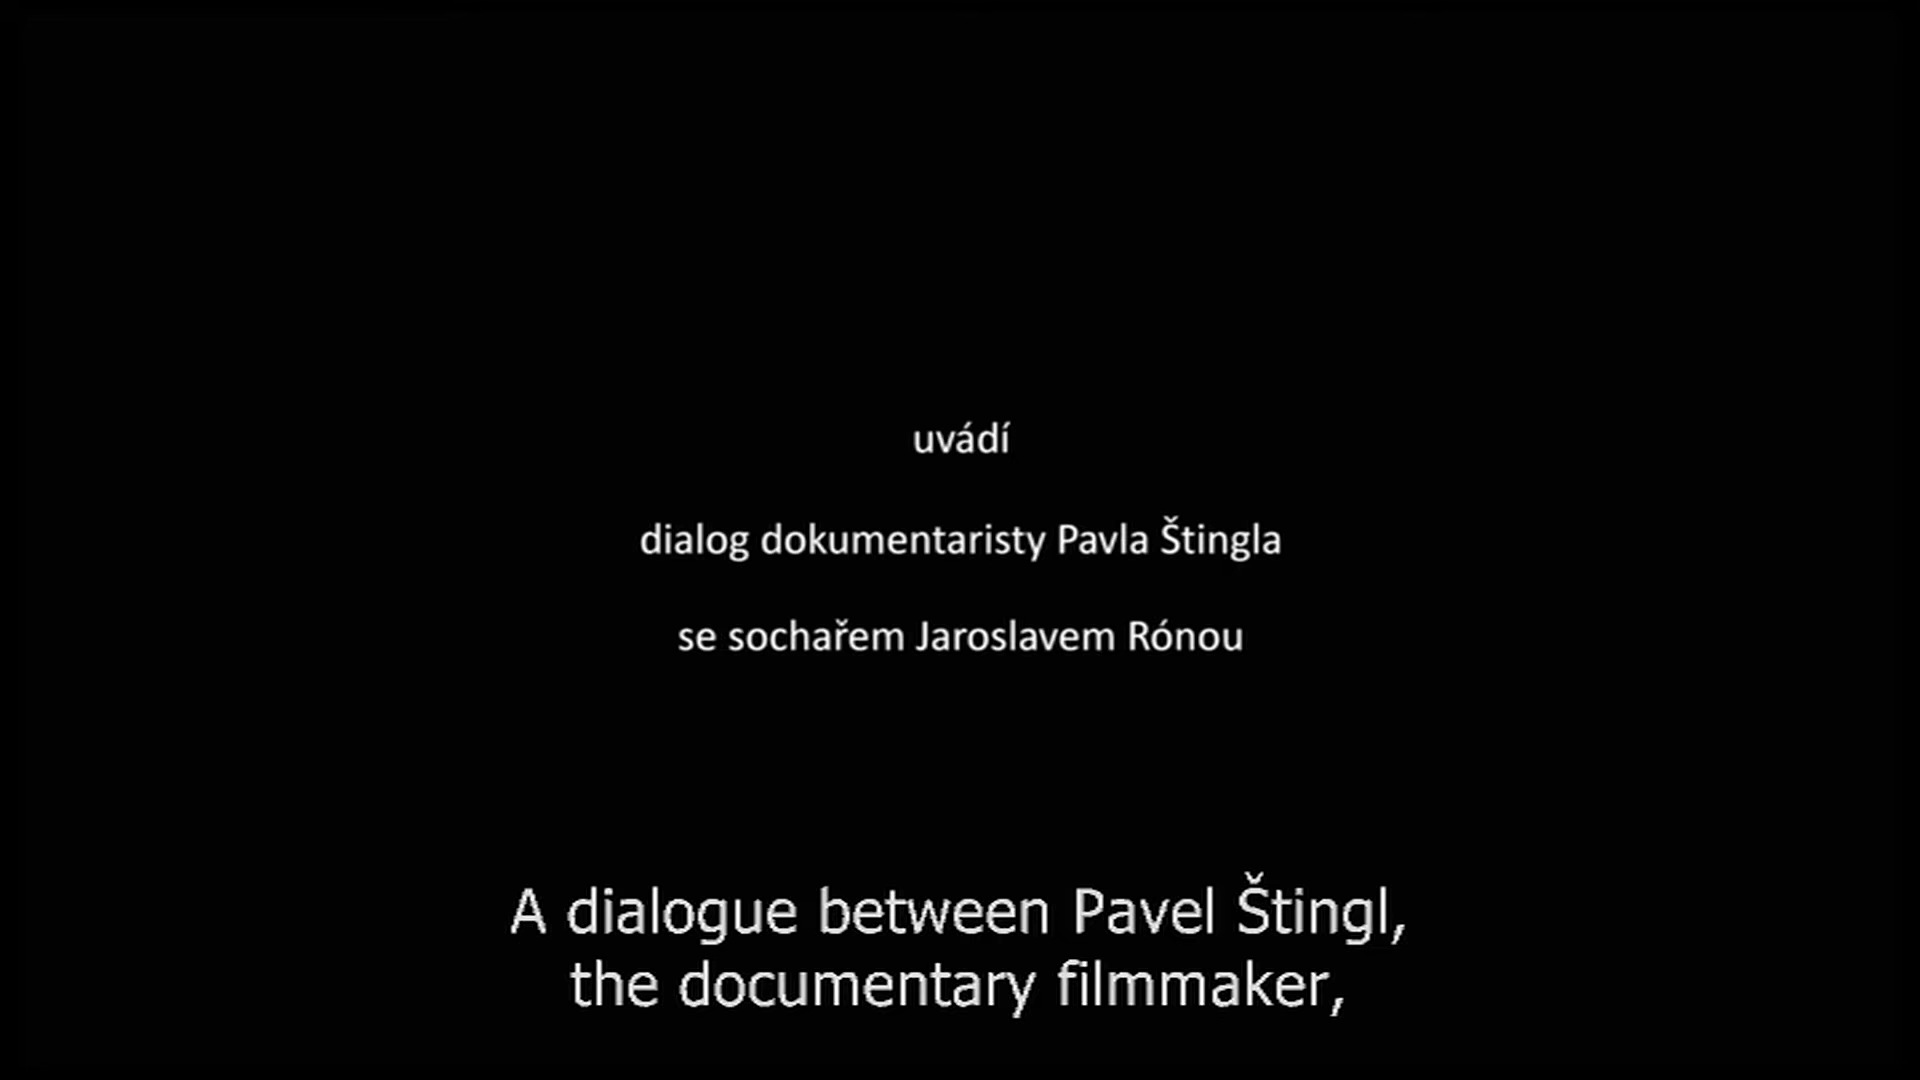 uvádí
dialog dokumentaristy Pavla Štingla
se sochařem Jaroslavem Rónou
A dialogue between Pavel Štingl,
the documentary filmmaker,